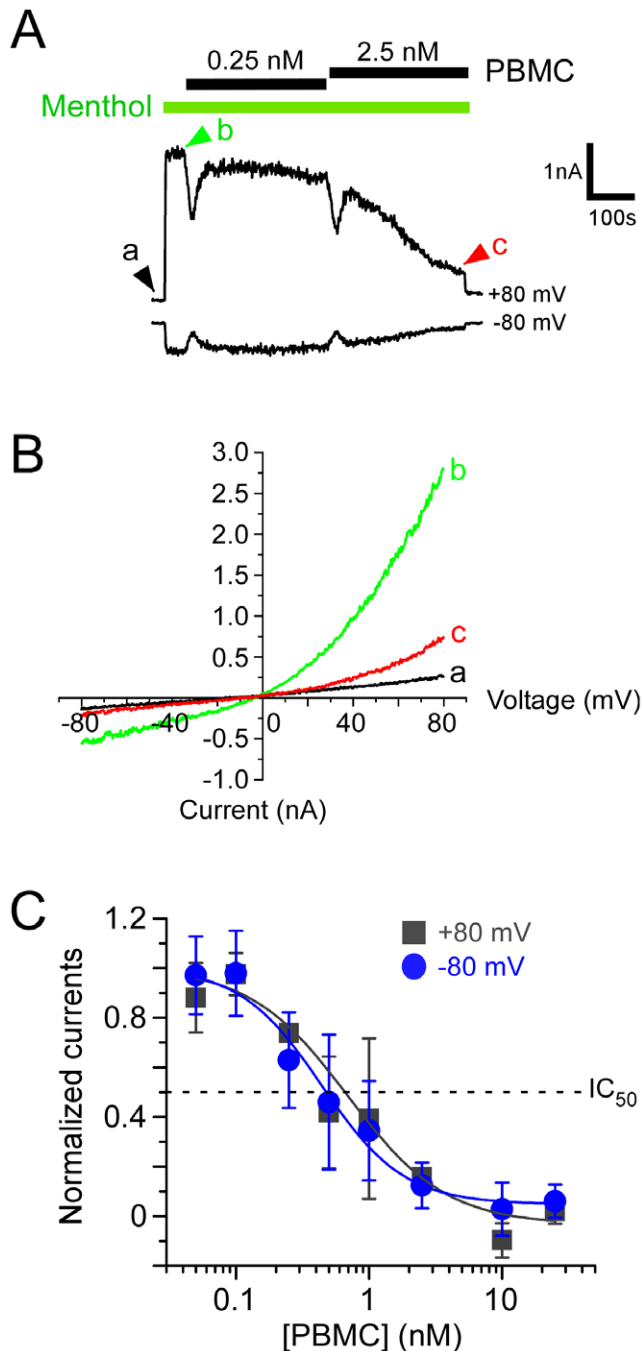 A
0.25 nM
2.5 nM
PBMC
Menthol
b
1nA
100s
a
c
+80 mV
-80 mV
B
3.0
2.5
2.0
1.5
1.0
0.5
-80
-40
0
40
80
-0.5
-1.0
b
c
a
Voltage (mV)
Current (nA)
C
1.2
0.8
0.4
0
Normalized currents
+80 mV
-80 mV
IC50
0.1
1
10
[PBMC] (nM)